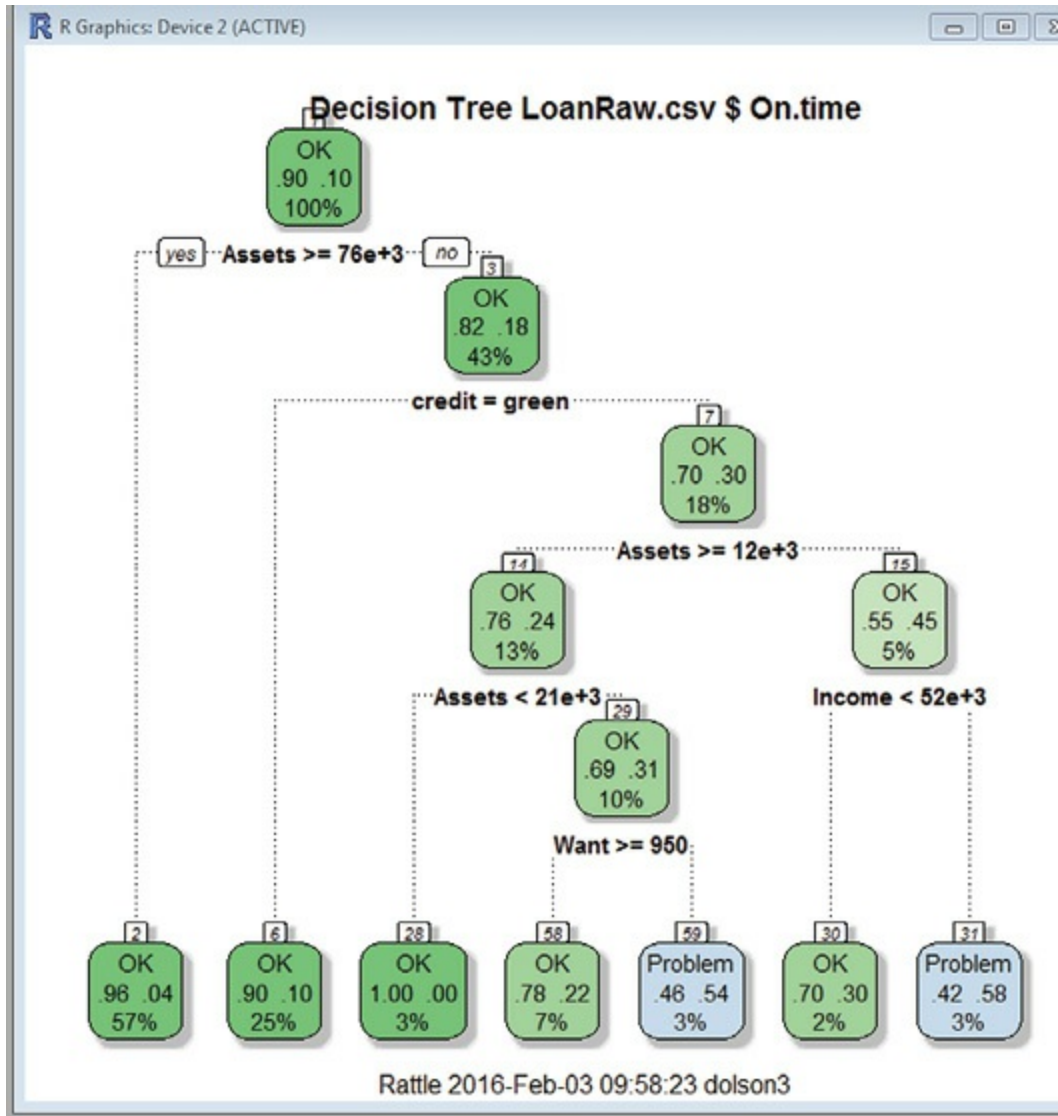 R Graphics: Device 2 (ACTIVE)
Decision Tree LoanRaw.csv $ On.time
OK
.90 .10
100%
yes Assets >= 76e+3 no
3
OK
.82 .18
43%
credit = green
7
OK
.70 .30
18%
Assets >= 12e+3
14
OK
.76 .24
13%
15
OK
.55 .45
5%
Assets < 21e+3
Income < 52e+3
29
OK
.69 .31
10%
Want >= 950
2
OK
.96 .04
57%
6
OK
.90 .10
25%
28
OK
1.00 .00
3%
58
OK
.78 .22
7%
59
Problem
.46 .54
3%
30
OK
.70 .30
2%
31
Problem
.42 .58
3%
Rattle 2016-Feb-03 09:58:23 dolson3